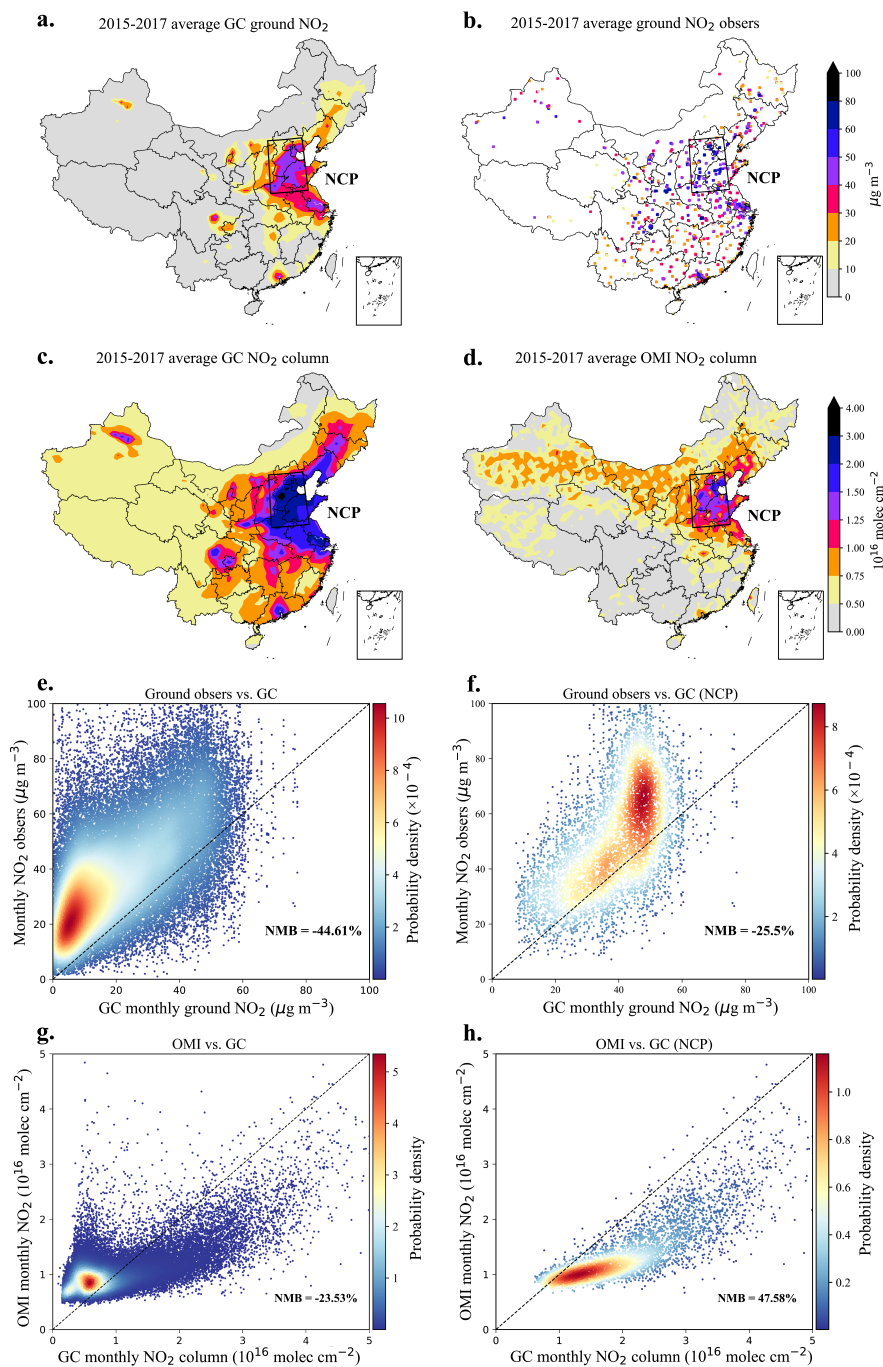 a.
2015-2017 average GC ground NO₂
NCP
b.
2015-2017 average ground NO₂ obsers
NCP
100
80
60
50
40
30
20
10
0
μg m⁻³
c.
2015-2017 average GC NO₂ column
NCP
d.
2015-2017 average OMI NO₂ column
NCP
4.00
3.00
2.00
1.50
1.25
1.00
0.75
0.50
0.00
10¹⁶ molec cm⁻²
e.
Ground obsers vs. GC
100
80
60
40
20
0
Monthly NO₂ obsers (μg m⁻³)
NMB = -44.61%
0 20 40 60 80 100
GC monthly ground NO₂ (μg m⁻³)
10
8
6
4
2
Probability density (×10⁻⁴)
f.
Ground obsers vs. GC (NCP)
100
80
60
40
20
0
Monthly NO₂ obsers (μg m⁻³)
NMB = -25.5%
0 20 40 60 80 100
GC monthly ground NO₂ (μg m⁻³)
8
6
4
2
Probability density (×10⁻⁴)
g.
OMI vs. GC
5
4
3
2
1
0
OMI monthly NO₂ (10¹⁶ molec cm⁻²)
NMB = -23.53%
0 1 2 3 4 5
GC monthly NO₂ column (10¹⁶ molec cm⁻²)
5
4
3
2
1
Probability density
h.
OMI vs. GC (NCP)
5
4
3
2
1
0
OMI monthly NO₂ (10¹⁶ molec cm⁻²)
NMB = 47.58%
0 1 2 3 4 5
GC monthly NO₂ column (10¹⁶ molec cm⁻²)
1.0
0.8
0.6
0.4
0.2
Probability density